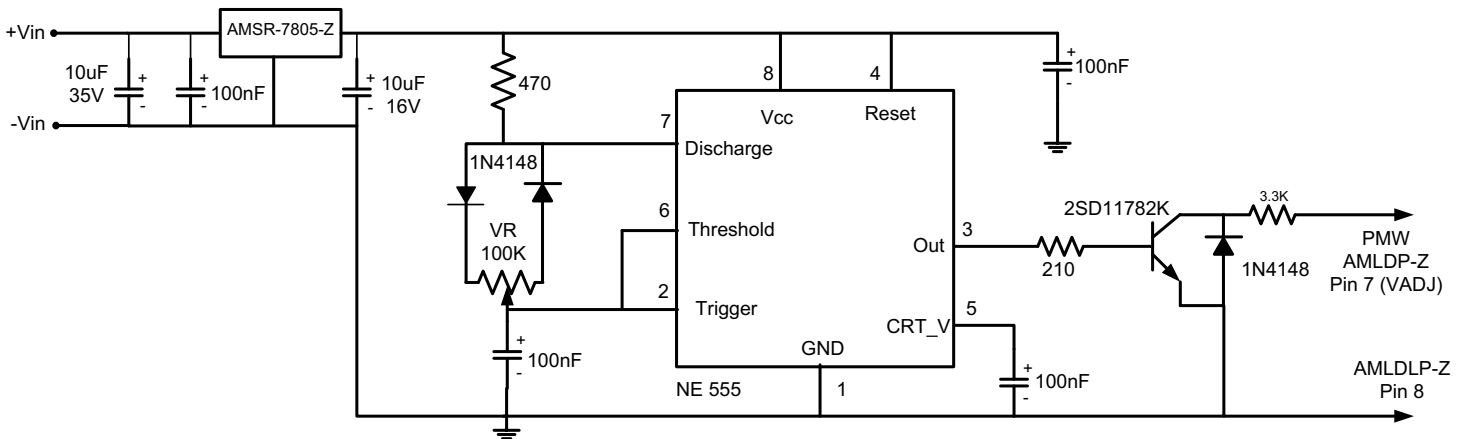 +Vin
AMSR-7805-Z
10uF
35V
+
-
+
-
100nF
+
-
10uF
16V
-Vin
470
8
4
+
-
100nF
Vcc
Reset
7
Discharge
1N4148
6
Threshold
VR
100K
2
Trigger
3
Out
210
2SD11782K
3.3K
1N4148
PMW
AMLDP-Z
Pin 7 (VADJ)
5
CRT_V
GND
+
-
100nF
NE 555
1
+
-
100nF
AMLDLP-Z
Pin 8